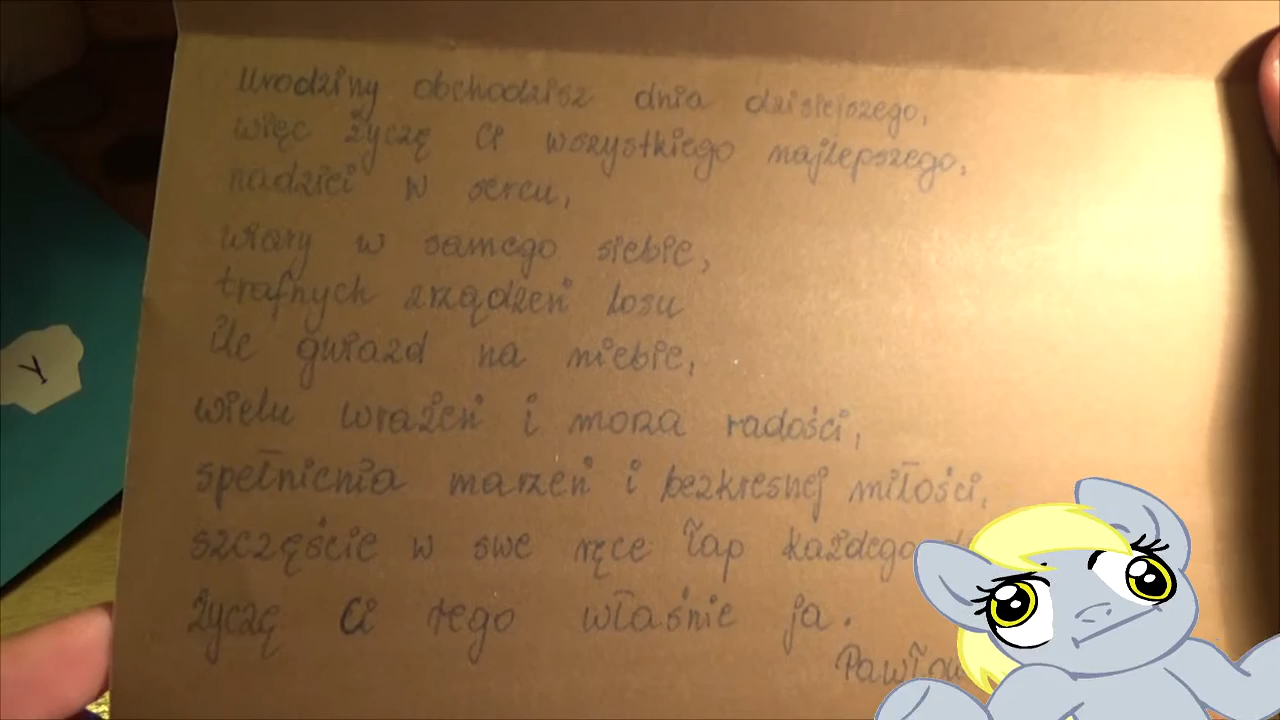 Urodziny obchodzisz dnia dzisiejszego,
więc życzę Ci wszystkiego najlepszego,
nadziei w sercu,
wiary w samego siebie,
trafnych zrządzeń losu
ile gwiazd na niebie,
wielu wrażeń i moża radości,
spełnienia marzeń i bezkresnej miłości,
szczęście w swe ręce łap każdego
życzę Ci tego właśnie ja.
Y